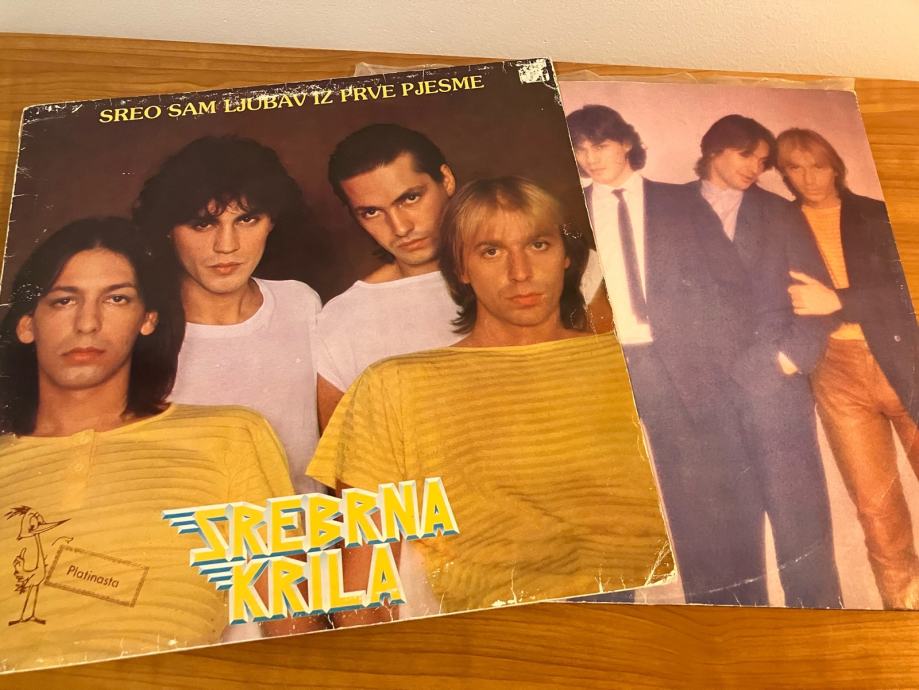 SREO SAM LJUBAV IZ PRVE PJESME
SREBRNA
KRILA
Platinasta